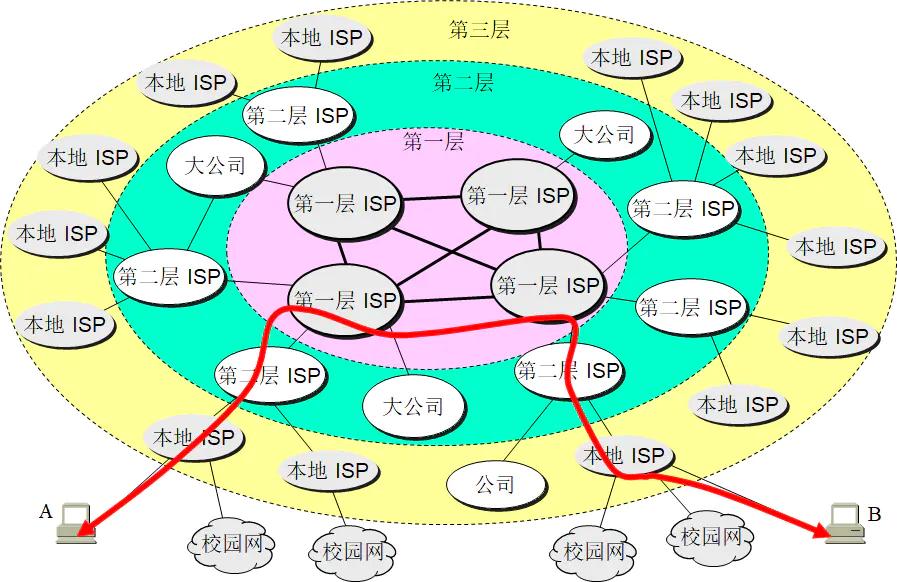 第三层
本地 ISP
本地 ISP
本地 ISP
第二层
本地 ISP
第二层 ISP
大公司
第一层
本地 ISP
大公司
本地 ISP
第一层 ISP
第一层 ISP
第二层 ISP
本地 ISP
本地 ISP
第二层 ISP
第一层 ISP
第一层 ISP
第二层 ISP
本地 ISP
本地 ISP
第二层 ISP
第二层 ISP
大公司
本地 ISP
本地 ISP
本地 ISP
本地 ISP
公司
A
B
校园网
校园网
校园网
校园网